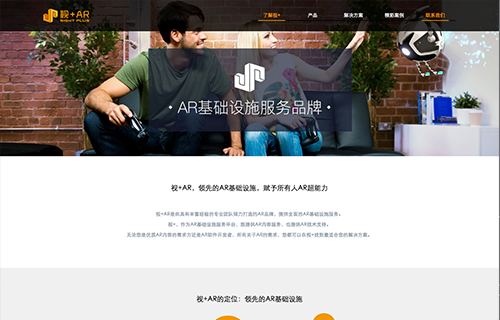 视+AR
SIGHT PLUS
了解视+
产品
解决方案
精彩案例
联系我们
·AR基础设施服务品牌·
视+AR，领先的AR基础设施，赋予所有人AR超能力
视+AR是由具有丰富经验的专业团队倾力打造的AR品牌，提供全面的AR基础设施服务。
视+，作为AR基础设施服务平台，既提供AR内容服务，也提供AR技术支持。
无论您是优质AR内容的需求方还是AR软件开发者，所有关于AR的需求，您都可以在视+找到最适合您的解决方案。
视+AR的定位：领先的AR基础设施